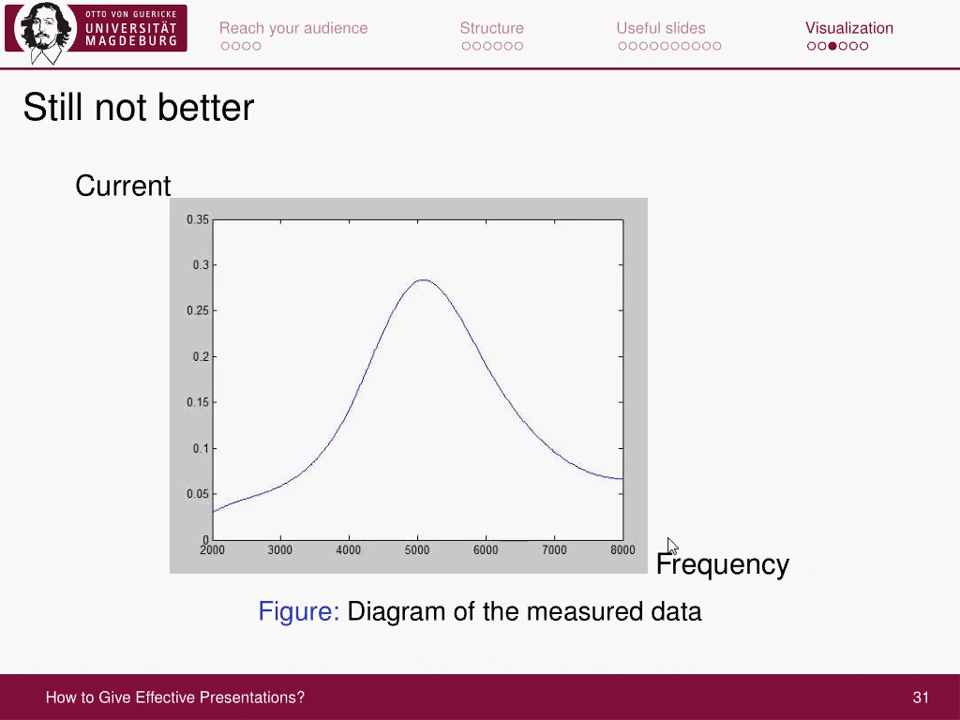 OTTO VON GUERICKE
UNIVERSITÄT
MAGDEBURG
Reach your audience
Structure
Useful slides
Visualization
Still not better
Current
0.35
0.3
0.25
0.2
0.15
0.1
0.05
0
2000 3000 4000 5000 6000 7000 8000
Frequency
Figure: Diagram of the measured data
How to Give Effective Presentations?
31